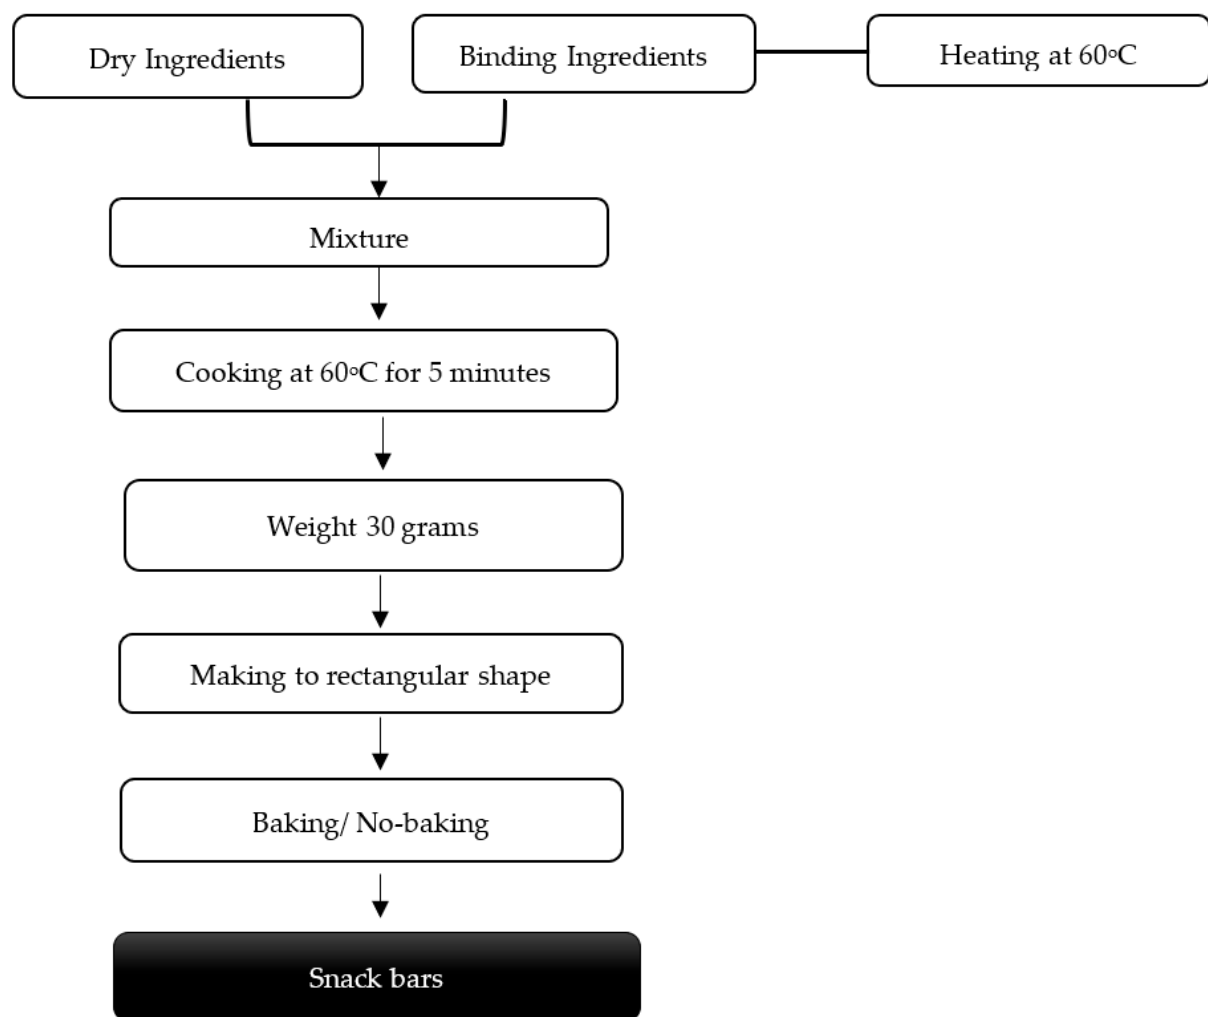 Dry Ingredients
Binding Ingredients
Heating at 60°C
Mixture
Cooking at 60°C for 5 minutes
Weight 30 grams
Making to rectangular shape
Baking/ No-baking
Snack bars